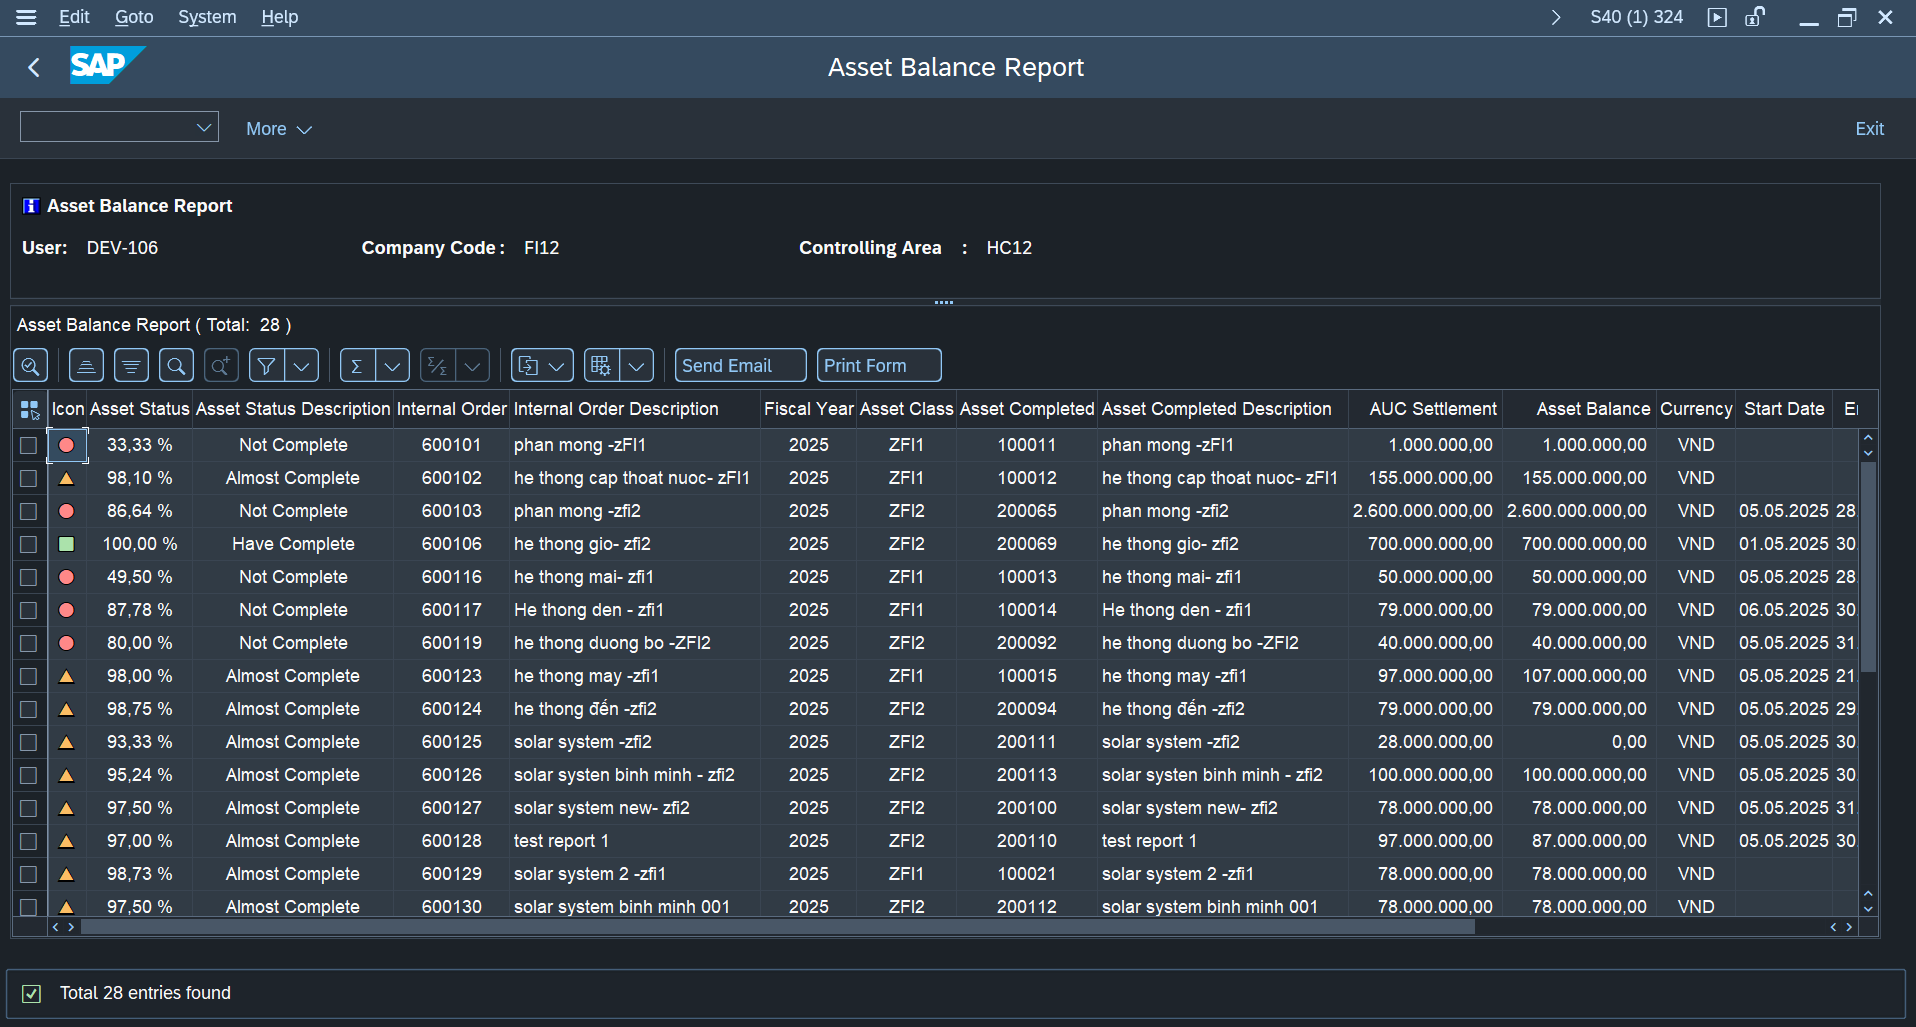 Edit Goto System Help S40 (1) 324
SAP Asset Balance Report
More Exit
Asset Balance Report
User: DEV-106 Company Code : FI12 Controlling Area : HC12
Asset Balance Report ( Total: 28 )
Send Email Print Form
Icon Asset Status Asset Status Description Internal Order Internal Order Description Fiscal Year Asset Class Asset Completed Asset Completed Description AUC Settlement Asset Balance Currency Start Date
33,33 % Not Complete 600101 phan mong -zFI1 2025 ZFI1 100011 phan mong -zFI1 1.000.000,00 1.000.000,00 VND
98,10 % Almost Complete 600102 he thong cap thoat nuoc- zFI1 2025 ZFI1 100012 he thong cap thoat nuoc- zFI1 155.000.000,00 155.000.000,00 VND
86,64 % Not Complete 600103 phan mong -zfi2 2025 ZFI2 200065 phan mong -zfi2 2.600.000.000,00 2.600.000.000,00 VND 05.05.2025 28.
100,00 % Have Complete 600106 he thong gio- zfi2 2025 ZFI2 200069 he thong gio- zfi2 700.000.000,00 700.000.000,00 VND 01.05.2025 30.
49,50 % Not Complete 600116 he thong mai- zfi1 2025 ZFI1 100013 he thong mai- zfi1 50.000.000,00 50.000.000,00 VND 05.05.2025 28.
87,78 % Not Complete 600117 He thong den - zfi1 2025 ZFI1 100014 He thong den - zfi1 79.000.000,00 79.000.000,00 VND 06.05.2025 30.
80,00 % Not Complete 600119 he thong duong bo -ZFI2 2025 ZFI2 200092 he thong duong bo -ZFI2 40.000.000,00 40.000.000,00 VND 05.05.2025 31.
98,00 % Almost Complete 600123 he thong may -zfi1 2025 ZFI1 100015 he thong may -zfi1 97.000.000,00 107.000.000,00 VND 05.05.2025 21.
98,75 % Almost Complete 600124 he thong đến -zfi2 2025 ZFI2 200094 he thong đến -zfi2 79.000.000,00 79.000.000,00 VND 05.05.2025 29.
93,33 % Almost Complete 600125 solar system -zfi2 2025 ZFI2 200111 solar system -zfi2 28.000.000,00 0,00 VND 05.05.2025 30.
95,24 % Almost Complete 600126 solar systen binh minh - zfi2 2025 ZFI2 200113 solar systen binh minh - zfi2 100.000.000,00 100.000.000,00 VND 05.05.2025 30.
97,50 % Almost Complete 600127 solar system new- zfi2 2025 ZFI2 200100 solar system new- zfi2 78.000.000,00 78.000.000,00 VND 05.05.2025 31.
97,00 % Almost Complete 600128 test report 1 2025 ZFI2 200110 test report 1 97.000.000,00 87.000.000,00 VND 05.05.2025 30.
98,73 % Almost Complete 600129 solar system 2 -zfi1 2025 ZFI1 100021 solar system 2 -zfi1 78.000.000,00 78.000.000,00 VND
97,50 % Almost Complete 600130 solar system binh minh 001 2025 ZFI2 200112 solar system binh minh 001 78.000.000,00 78.000.000,00 VND
Total 28 entries found